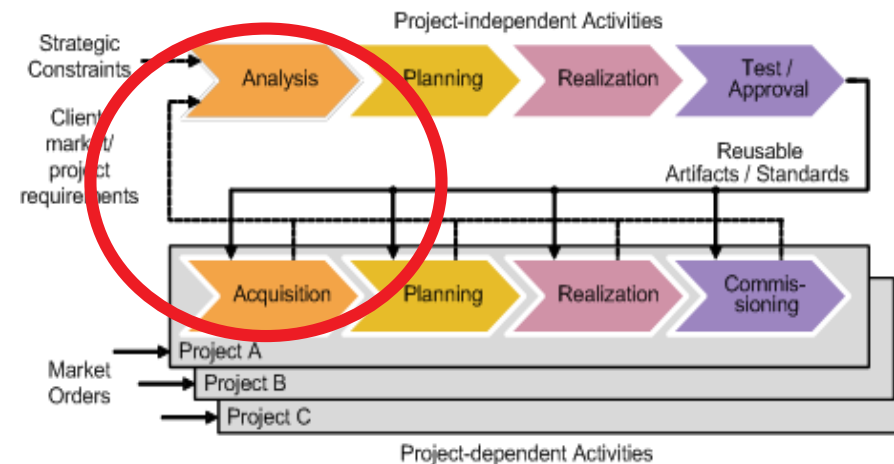 Project-independent Activities
Strategic
Constraints
Analysis
Planning
Realization
Test /
Approval
Client
market/
project
requirements
Reusable
Artifacts / Standards
Acquisition
Planning
Realization
Commis-
sioning
Project A
Market
Orders
Project B
Project C
Project-dependent Activities